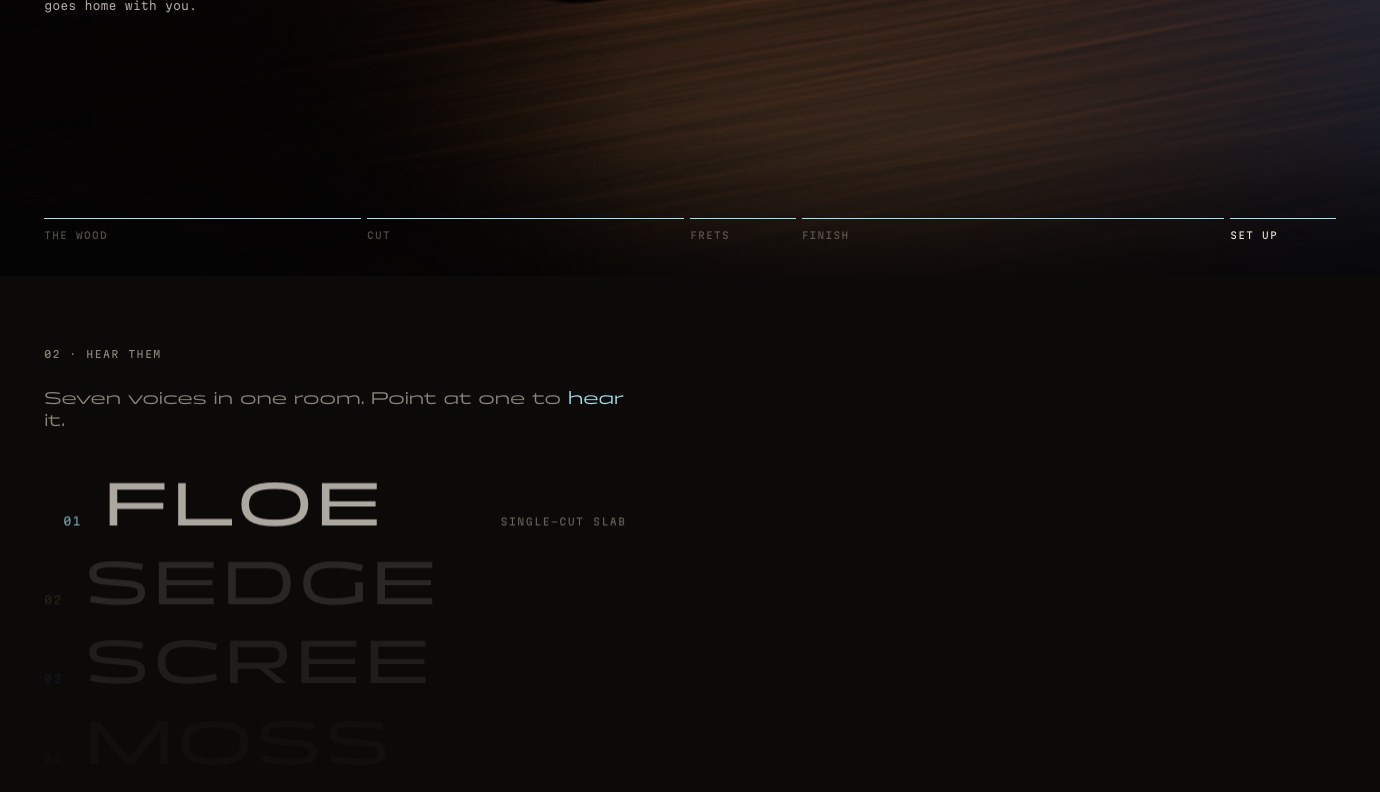 goes home with you.
THE WOOD
CUT
FRETS
FINISH
SET UP
02 · HEAR THEM
Seven voices in one room. Point at one to hear
it.
01 FLOE SINGLE-CUT SLAB
02 SEDGE
03 SCREE
04 MOSS